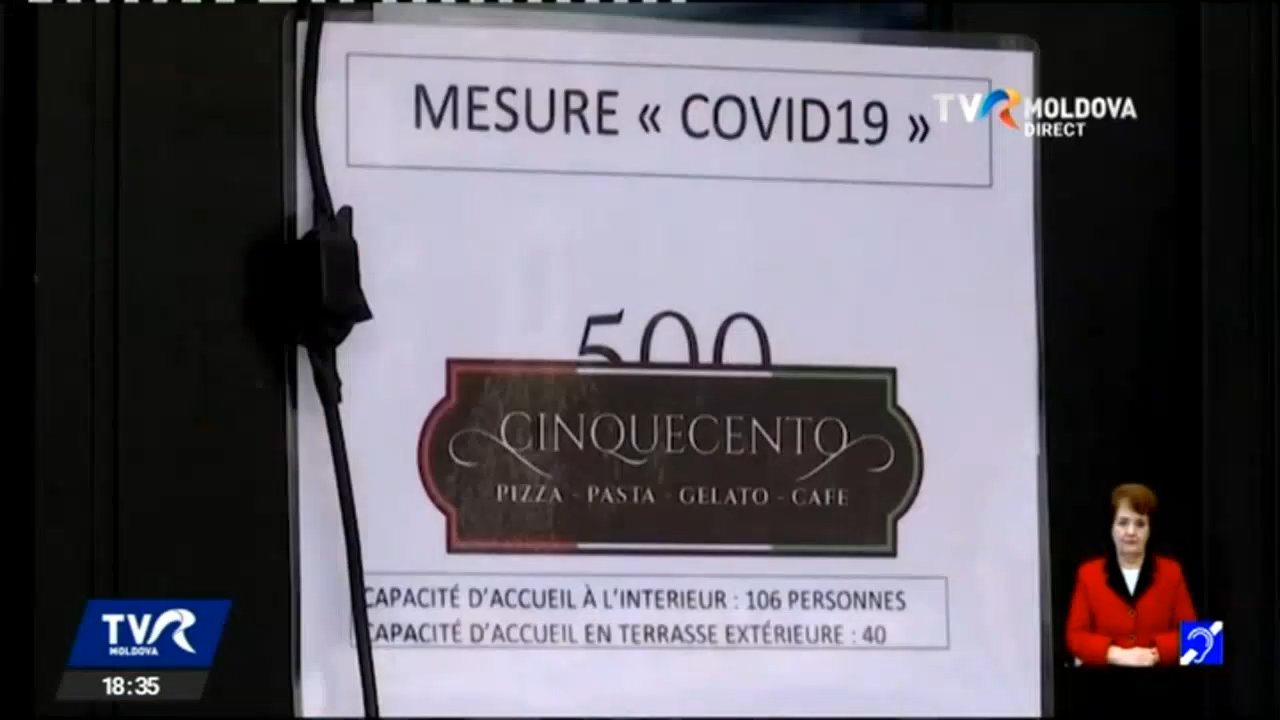 MESURE « COVID19 »
TVR MOLDOVA
DIRECT
500
CINQUECENTO
PIZZA - PASTA - GELATO - CAFE
CAPACITÉ D'ACCUEIL À L'INTERIEUR : 106 PERSONNES
CAPACITÉ D'ACCUEIL EN TERRASSE EXTÉRIEURE : 40
TVR
MOLDOVA
18:35